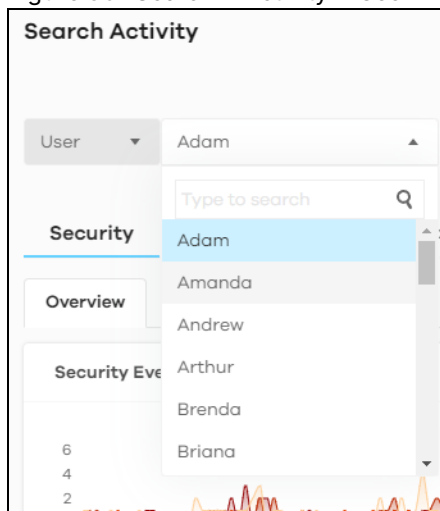 Search Activity
User
Adam
Type to search
Security
Adam
Amanda
Overview
Andrew
Security Eve
Arthur
Brenda
6
Briana
4
2